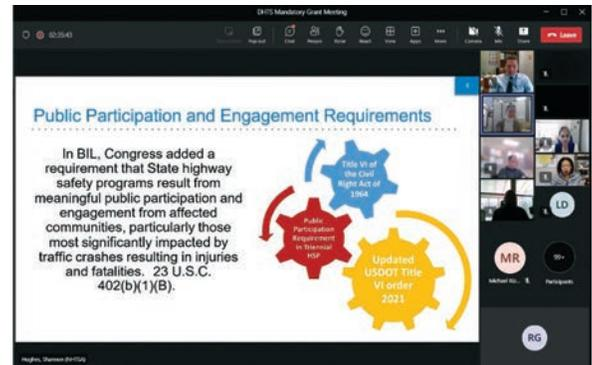 DHTS Mandatory Grant Meeting
02:35:43
Pop out
Chat
People
Raise
React
View
Apps
More
Camera
Mic
Share
Leave
Public Participation and Engagement Requirements
In BIL, Congress added a
requirement that State highway
safety programs result from
meaningful public participation and
engagement from affected
communities, particularly those
most significantly impacted by
traffic crashes resulting in injuries
and fatalities. 23 U.S.C.
402(b)(1)(B).
Title VI of
the Civil
Right Act of
1964
Public
Participation
Requirement
in Triennial
HSP
Updated
USDOT Title
VI order
2021
LD
MR
99+
Michael
Participants
RG
Hughes, Shannon (NHTSA)